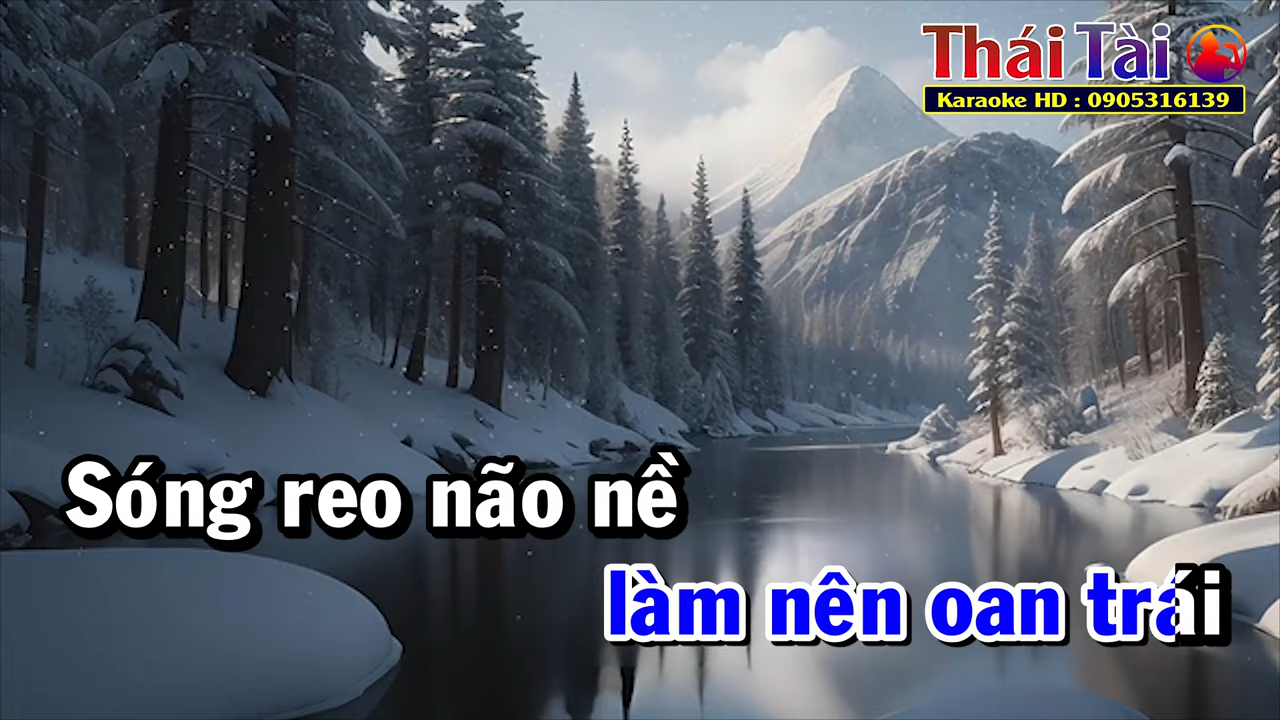 Thái Tài
Karaoke HD : 0905316139
Sóng reo não nề
làm nên oan trái